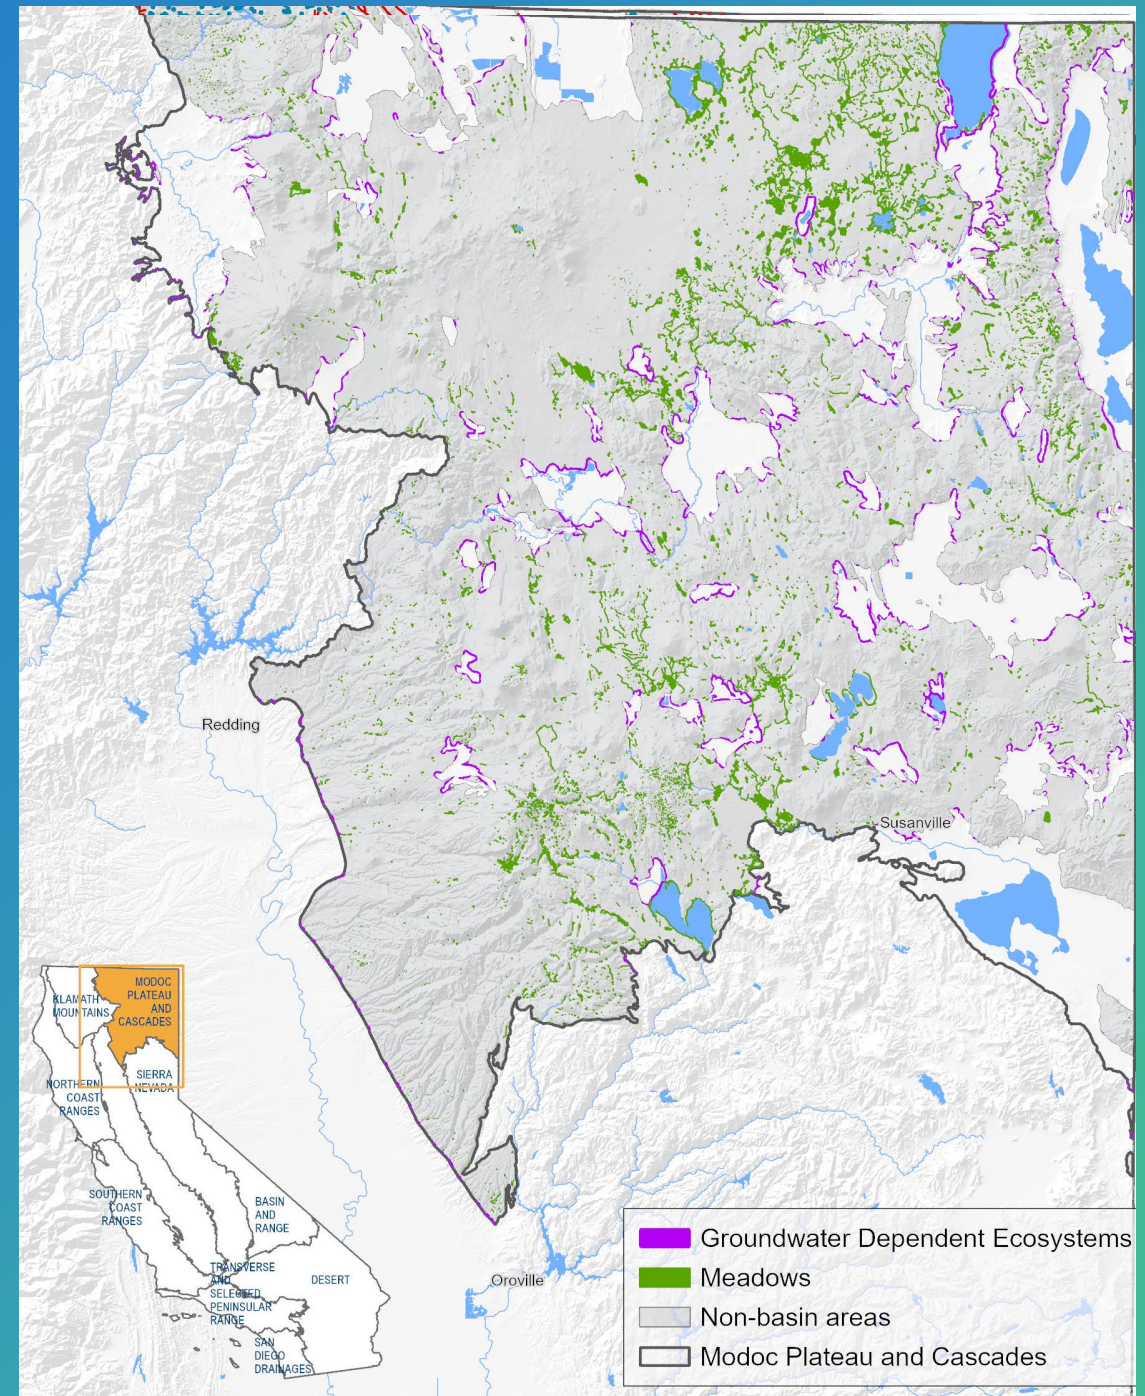 Redding
Susanville
Oroville
KLAMATH
MOUNTAINS
MODOC
PLATEAU
AND
CASCADES
SIERRA
NEVADA
NORTHERN
COAST
RANGES
SOUTHERN
COAST
RANGES
BASIN
AND
RANGE
TRANSVERSE
AND
SELECTED
PENINSULAR
RANGE
DESERT
SAN
DIEGO
DRAINAGES
Groundwater Dependent Ecosystems
Meadows
Non-basin areas
Modoc Plateau and Cascades